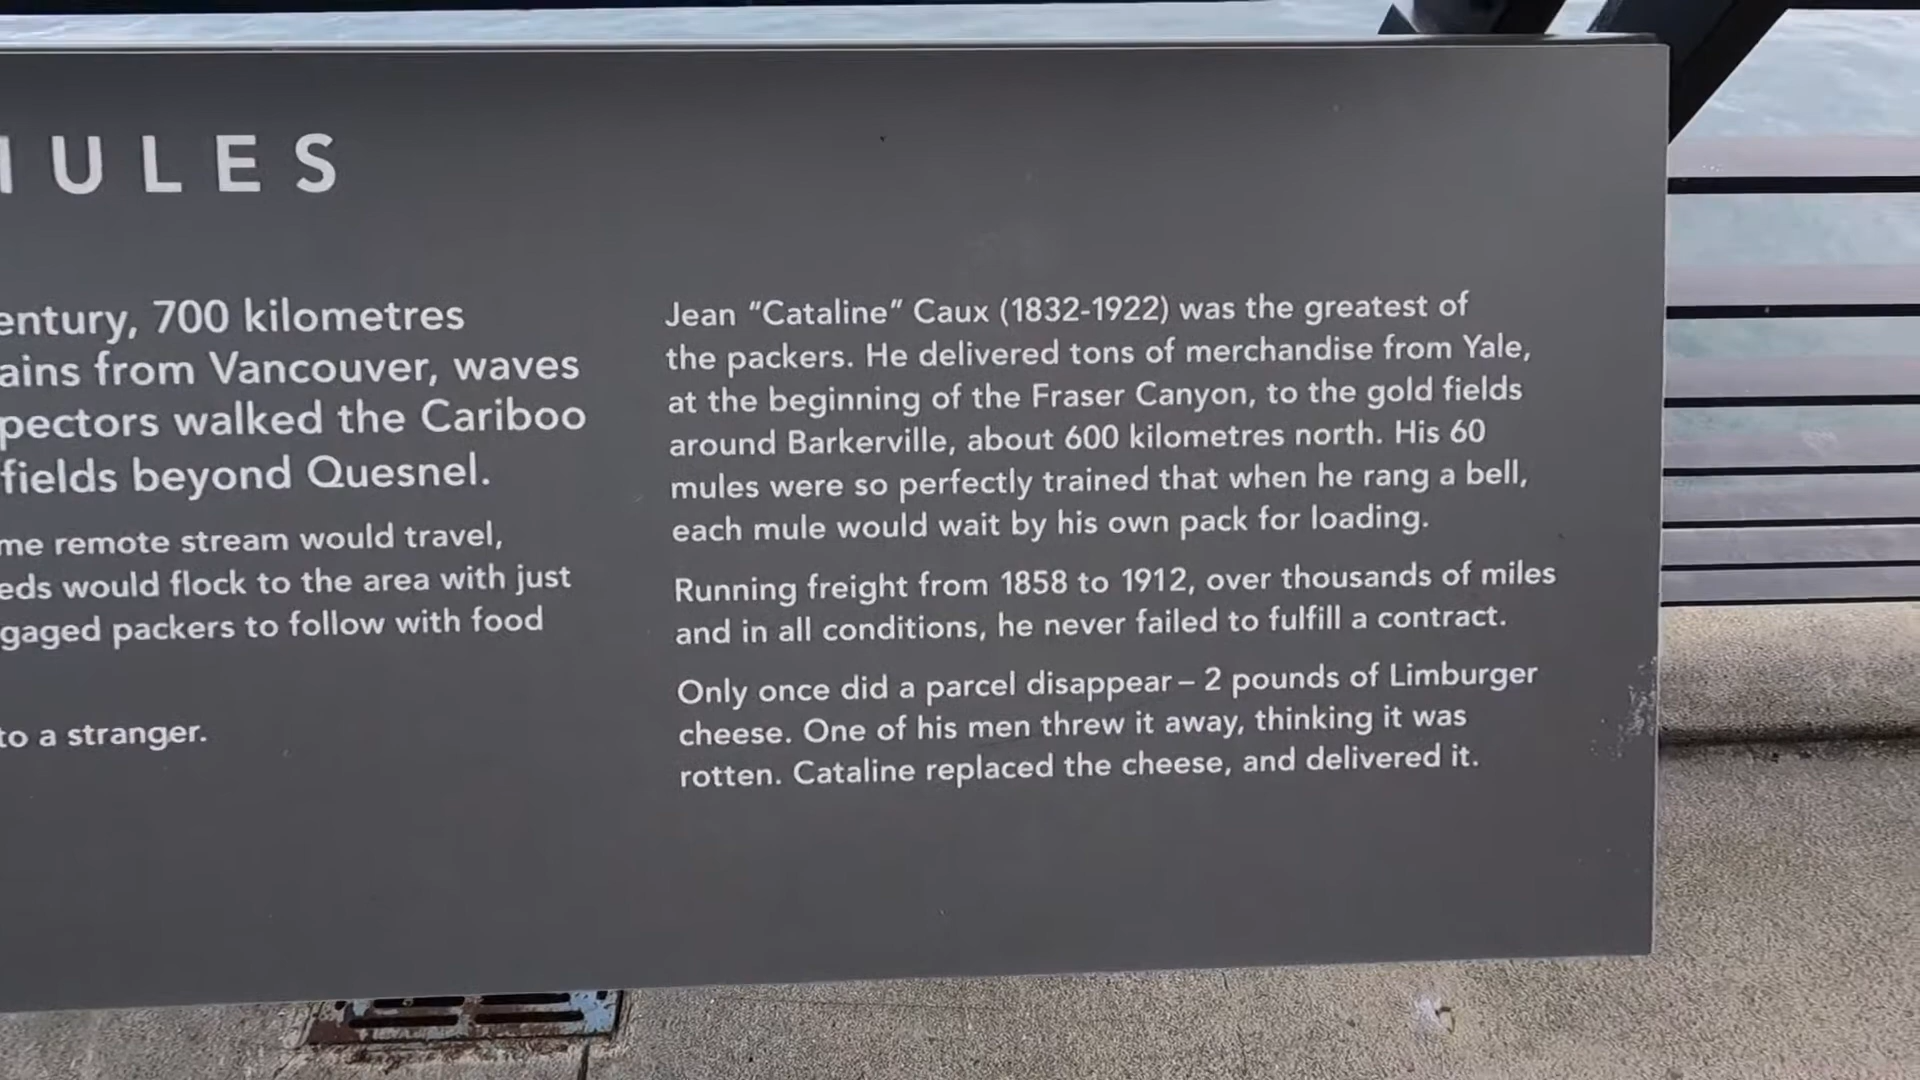 MULES
entury, 700 kilometres
ains from Vancouver, waves
pectors walked the Cariboo
fields beyond Quesnel.
me remote stream would travel,
eds would flock to the area with just
gaged packers to follow with food
to a stranger.
Jean “Cataline” Caux (1832-1922) was the greatest of
the packers. He delivered tons of merchandise from Yale,
at the beginning of the Fraser Canyon, to the gold fields
around Barkerville, about 600 kilometres north. His 60
mules were so perfectly trained that when he rang a bell,
each mule would wait by his own pack for loading.
Running freight from 1858 to 1912, over thousands of miles
and in all conditions, he never failed to fulfill a contract.
Only once did a parcel disappear – 2 pounds of Limburger
cheese. One of his men threw it away, thinking it was
rotten. Cataline replaced the cheese, and delivered it.